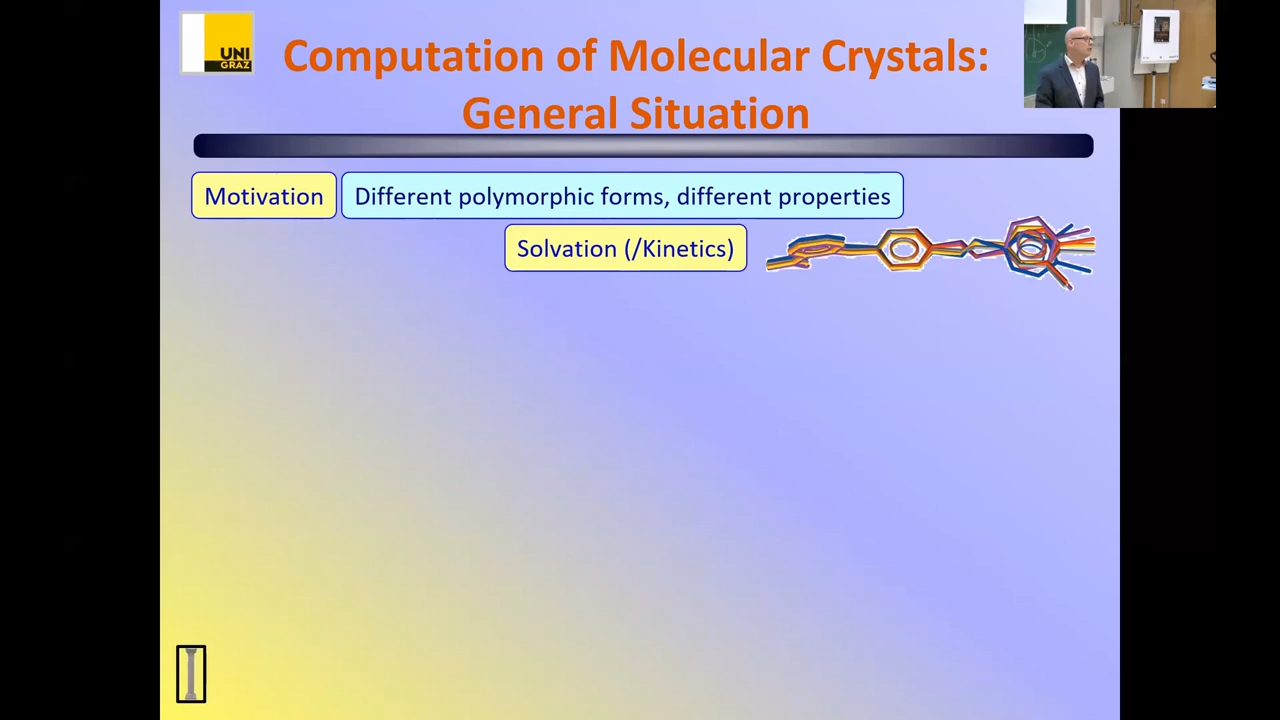 UNI
GRAZ
Computation of Molecular Crystals:
General Situation
Motivation
Different polymorphic forms, different properties
Solvation (/Kinetics)